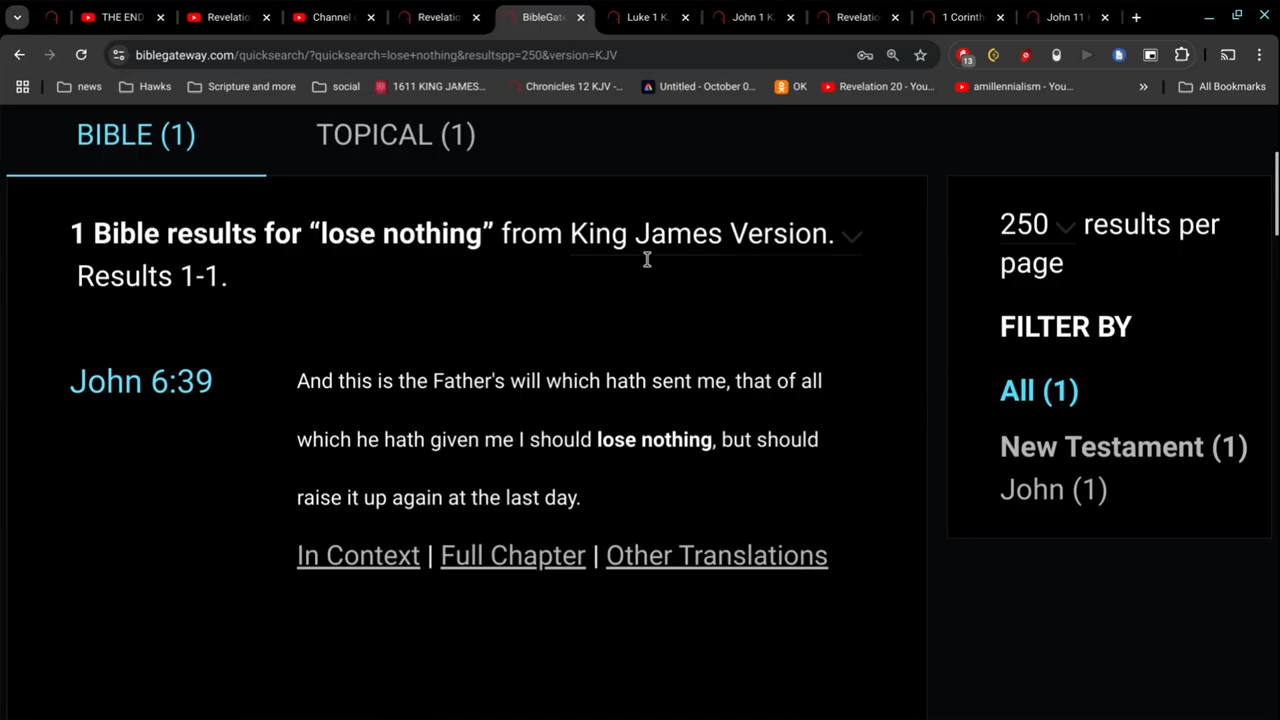 THE END
Revelatio
Channel
Revelatio
BibleGat
Luke 1 K
John 1 K
Revelatio
1 Corinth
John 11
biblegateway.com/quicksearch/?quicksearch=lose+nothing&resultspp=250&version=KJV
13
news
Hawks
Scripture and more
social
1611 KING JAMES...
Chronicles 12 KJV -...
Untitled - October 0...
OK
Revelation 20 - You...
amillennialism - You...
»
All Bookmarks
BIBLE (1)
TOPICAL (1)
1 Bible results for “lose nothing” from King James Version.
Results 1-1.
John 6:39
And this is the Father's will which hath sent me, that of all
which he hath given me I should lose nothing, but should
raise it up again at the last day.
In Context | Full Chapter | Other Translations
250 results per
page
FILTER BY
All (1)
New Testament (1)
John (1)